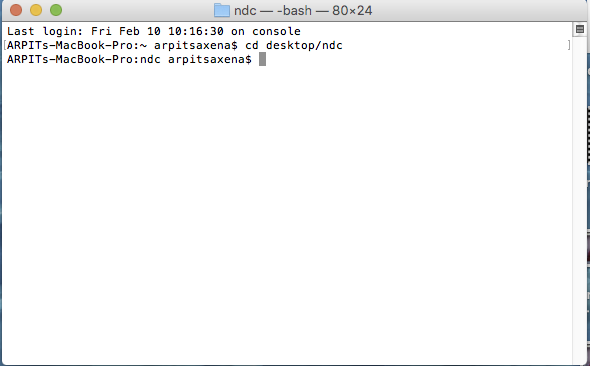 ndc — -bash — 80×24
Last login: Fri Feb 10 10:16:30 on console
[ARPITs-MacBook-Pro:~ arpitsaxena$ cd desktop/ndc ]
ARPITs-MacBook-Pro:ndc arpitsaxena$